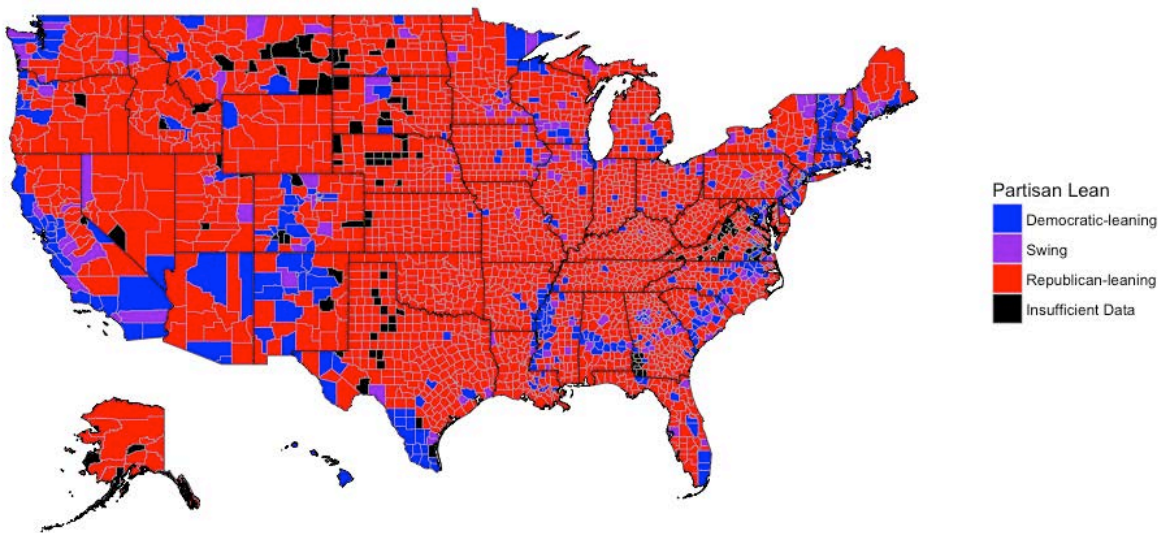 Partisan Lean
Democratic-leaning
Swing
Republican-leaning
Insufficient Data